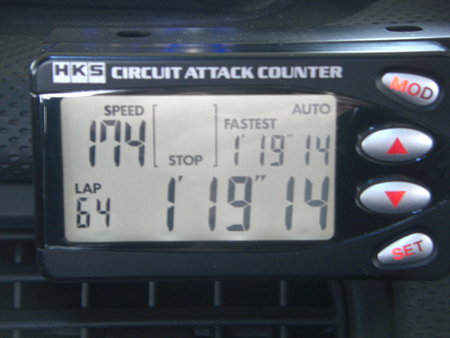 HKS CIRCUIT ATTACK COUNTER
MOD
SPEED AUTO
174 FASTEST
STOP 1'19"14
LAP
64 1'19"14
SET